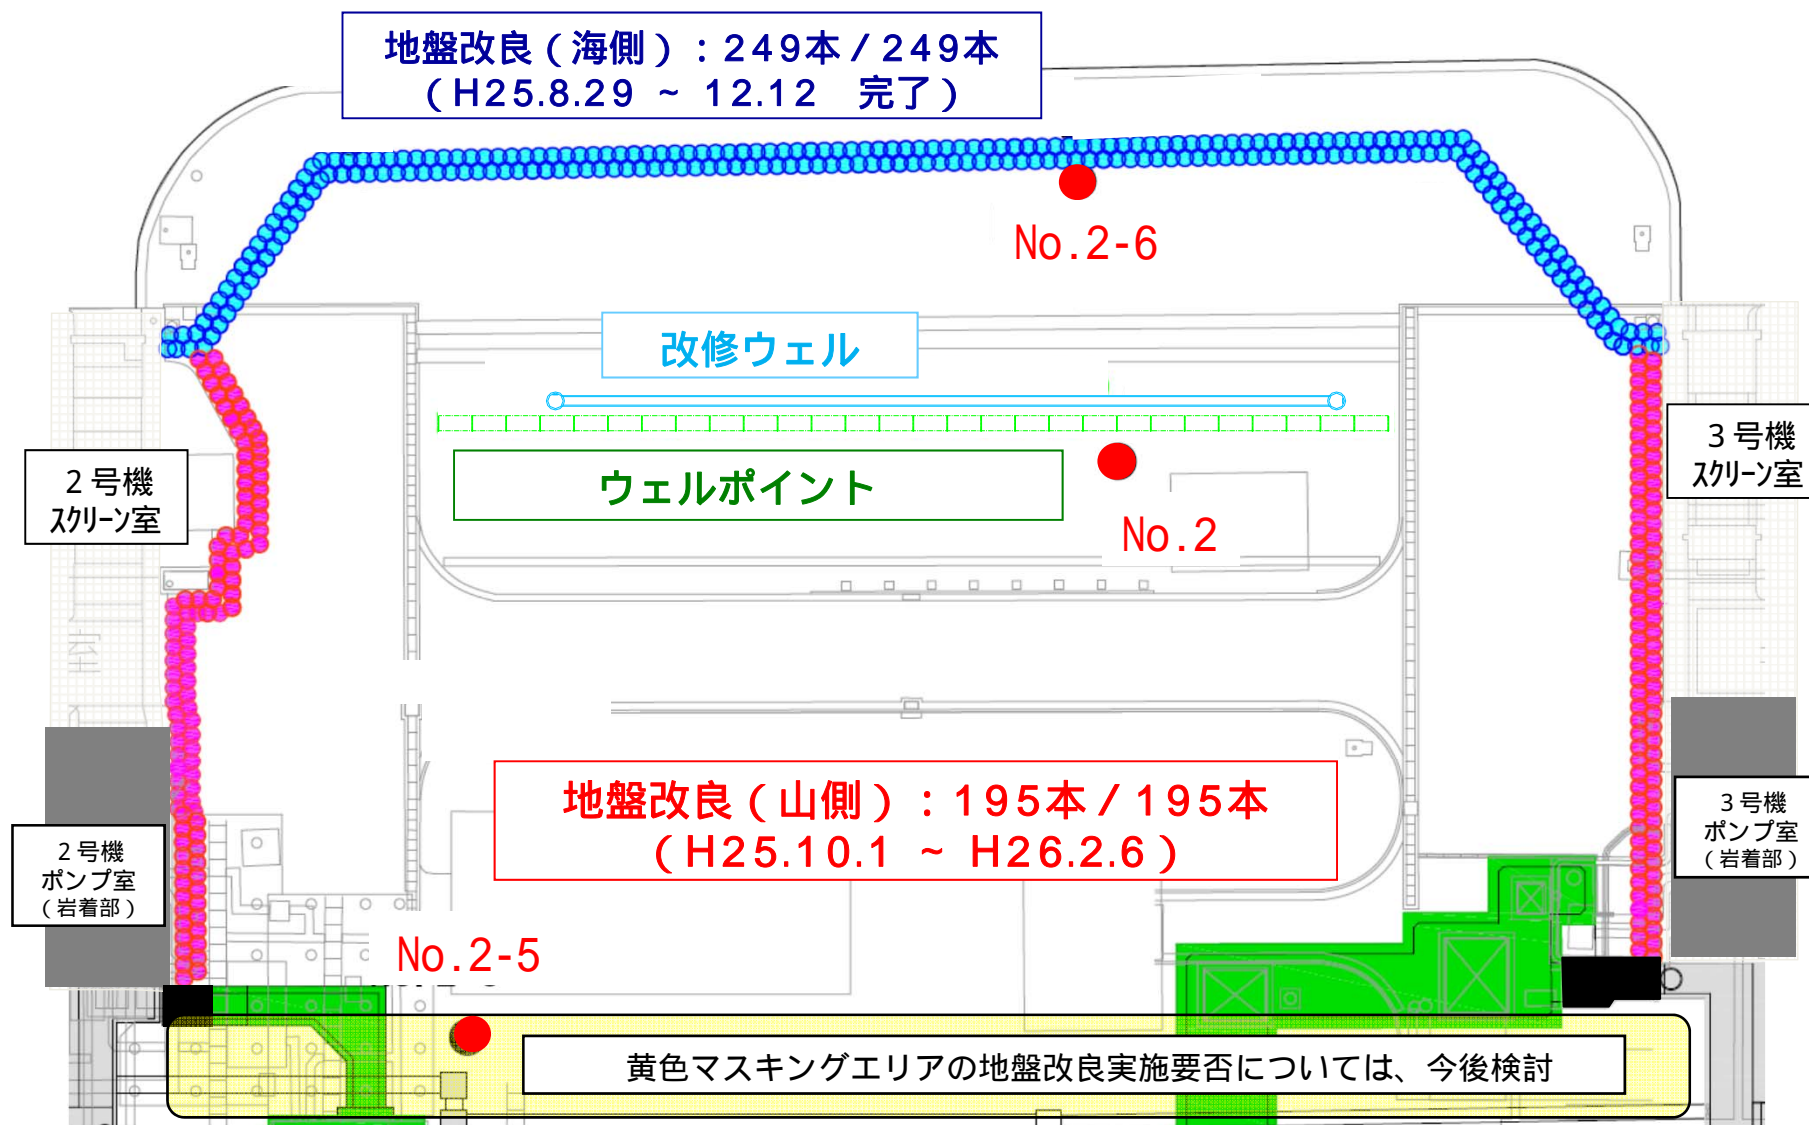 地盤改良(海側):249本/249本
(H25.8.29 ~ 12.12 完了)
No.2-6
改修ウェル
2号機
スクリーン室
3号機
スクリーン室
ウェルポイント
No.2
地盤改良(山側):195本/195本
(H25.10.1 ~ H26.2.6)
2号機
ポンプ室
(岩着部)
3号機
ポンプ室
(岩着部)
No.2-5
黄色マスキングエリアの地盤改良実施要否については、今後検討